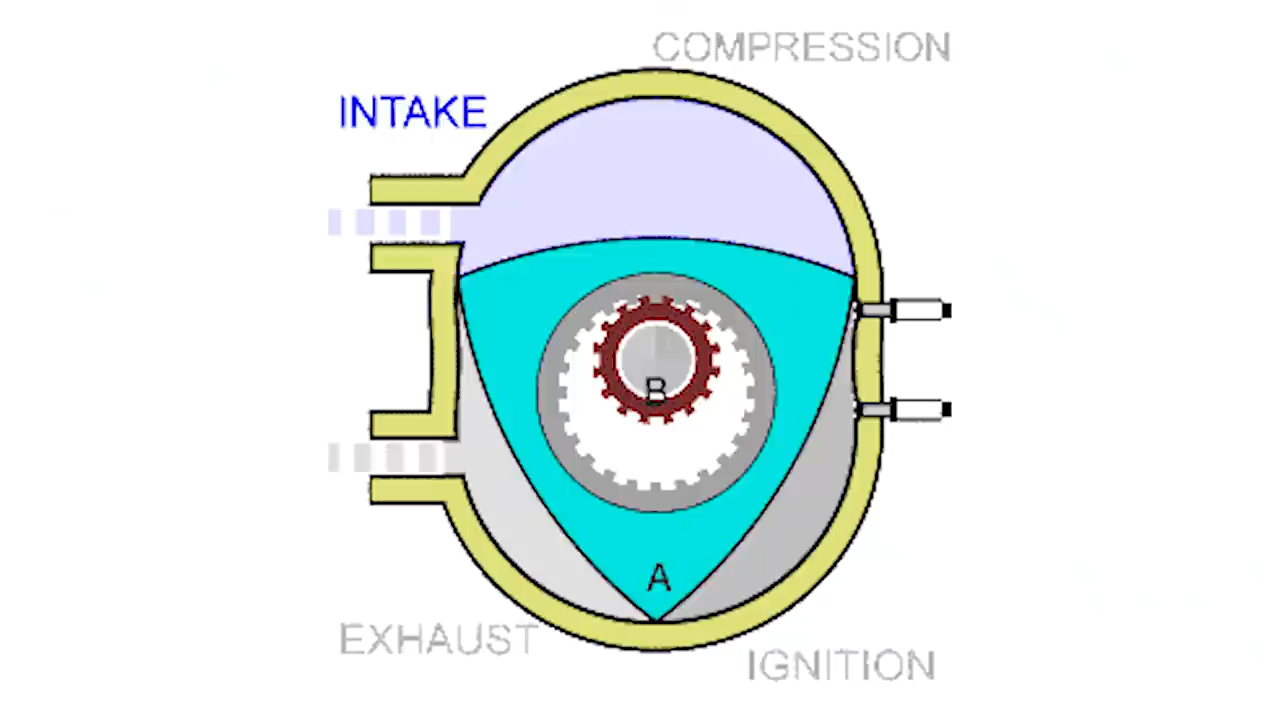 COMPRESSION
INTAKE
B
A
EXHAUST
IGNITION